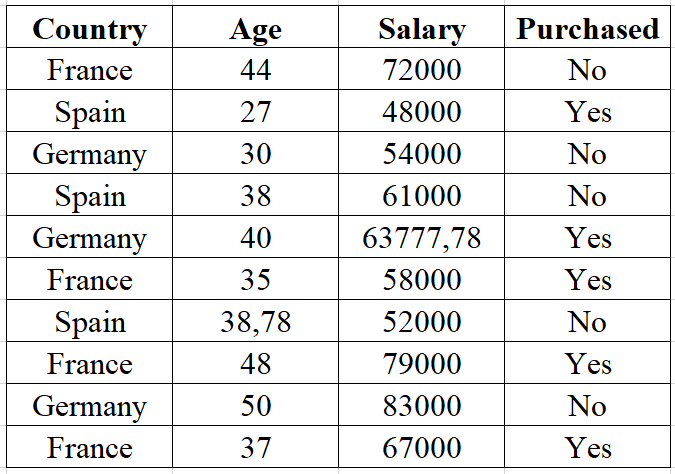 Country Age Salary Purchased
France 44 72000 No
Spain 27 48000 Yes
Germany 30 54000 No
Spain 38 61000 No
Germany 40 63777,78 Yes
France 35 58000 Yes
Spain 38,78 52000 No
France 48 79000 Yes
Germany 50 83000 No
France 37 67000 Yes